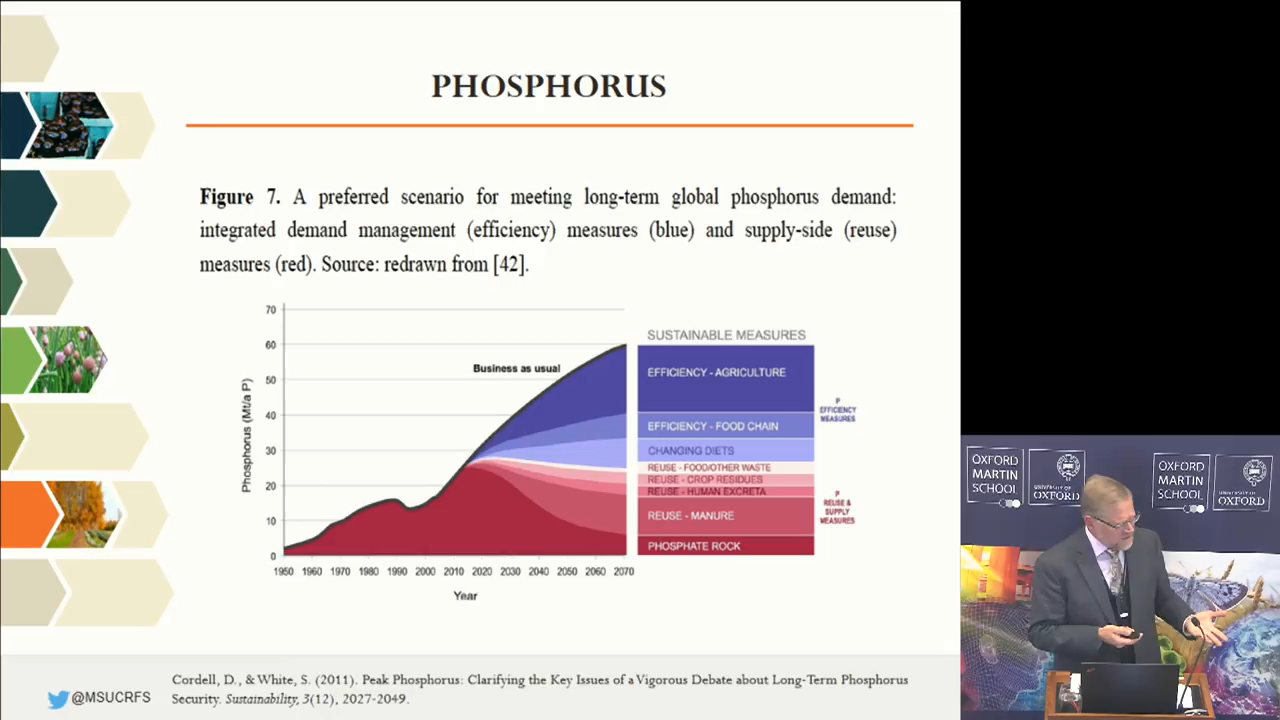 PHOSPHORUS
Figure 7. A preferred scenario for meeting long-term global phosphorus demand:
integrated demand management (efficiency) measures (blue) and supply-side (reuse)
measures (red). Source: redrawn from [42].
70
60
50
40
30
20
10
0
Phosphorus (Mt/a P)
Business as usual
1950 1960 1970 1980 1990 2000 2010 2020 2030 2040 2050 2060 2070
Year
SUSTAINABLE MEASURES
EFFICIENCY - AGRICULTURE
EFFICIENCY - FOOD CHAIN
CHANGING DIETS
REUSE - FOOD/OTHER WASTE
REUSE - CROP RESIDUES
REUSE - HUMAN EXCRETA
REUSE - MANURE
PHOSPHATE ROCK
P
EFFICIENCY
MEASURES
P
REUSE &
SUPPLY
MEASURES
@MSUCRFS
Cordell, D., & White, S. (2011). Peak Phosphorus: Clarifying the Key Issues of a Vigorous Debate about Long-Term Phosphorus
Security. Sustainability, 3(12), 2027-2049.
OXFORD
MARTIN
SCHOOL
UNIVERSITY OF
OXFORD
OXFORD
MARTIN
SCHOOL
UNIVERSITY OF
OXFORD